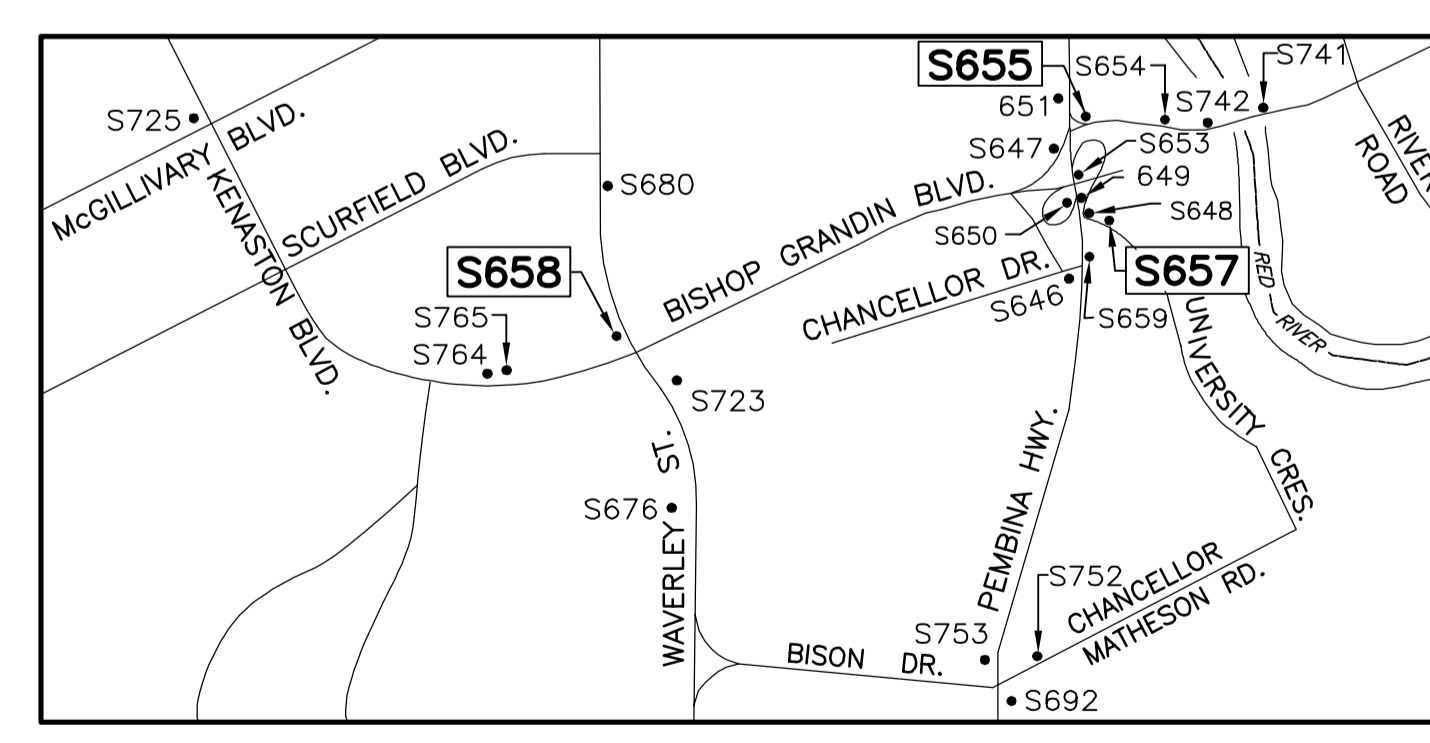 S741
S655
S654
651
S742
S725
McGILLIVARY BLVD.
S647
S653
649
RIVER
ROAD
SCURFIELD BLVD.
S680
KENASTON BLVD.
BISHOP GRANDIN BLVD.
S650
S648
S658
CHANCELLOR DR.
S657
RED RIVER
S646
S659
S765
S764
UNIVERSITY CRES.
S723
WAVERLEY ST.
PEMBINA HWY.
S676
S752
CHANCELLOR
MATHESON RD.
S753
BISON DR.
S692